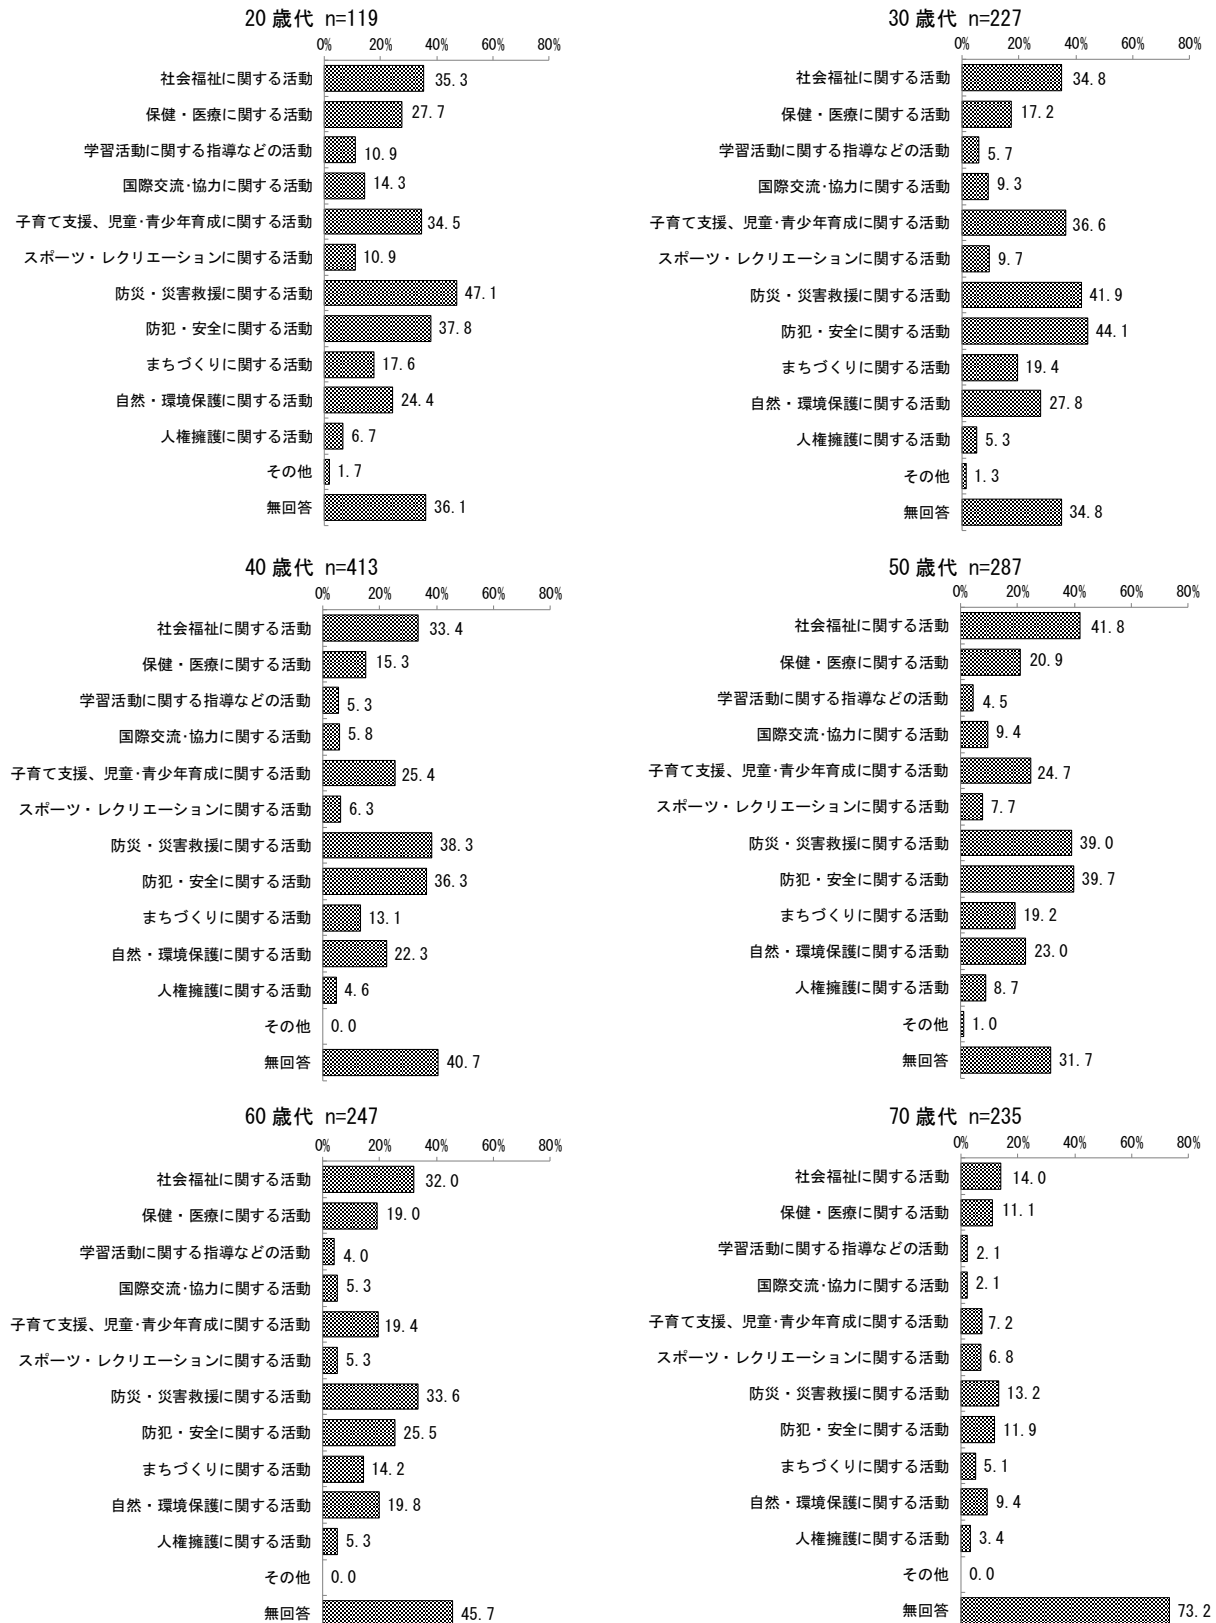 20 歳代 n=119
0% 20% 40% 60% 80%
社会福祉に関する活動 35.3
保健・医療に関する活動 27.7
学習活動に関する指導などの活動 10.9
国際交流･協力に関する活動 14.3
子育て支援、児童･青少年育成に関する活動 34.5
スポーツ・レクリエーションに関する活動 10.9
防災・災害救援に関する活動 47.1
防犯・安全に関する活動 37.8
まちづくりに関する活動 17.6
自然・環境保護に関する活動 24.4
人権擁護に関する活動 6.7
その他 1.7
無回答 36.1
30 歳代 n=227
0% 20% 40% 60% 80%
社会福祉に関する活動 34.8
保健・医療に関する活動 17.2
学習活動に関する指導などの活動 5.7
国際交流･協力に関する活動 9.3
子育て支援、児童･青少年育成に関する活動 36.6
スポーツ・レクリエーションに関する活動 9.7
防災・災害救援に関する活動 41.9
防犯・安全に関する活動 44.1
まちづくりに関する活動 19.4
自然・環境保護に関する活動 27.8
人権擁護に関する活動 5.3
その他 1.3
無回答 34.8
40 歳代 n=413
0% 20% 40% 60% 80%
社会福祉に関する活動 33.4
保健・医療に関する活動 15.3
学習活動に関する指導などの活動 5.3
国際交流･協力に関する活動 5.8
子育て支援、児童･青少年育成に関する活動 25.4
スポーツ・レクリエーションに関する活動 6.3
防災・災害救援に関する活動 38.3
防犯・安全に関する活動 36.3
まちづくりに関する活動 13.1
自然・環境保護に関する活動 22.3
人権擁護に関する活動 4.6
その他 0.0
無回答 40.7
50 歳代 n=287
0% 20% 40% 60% 80%
社会福祉に関する活動 41.8
保健・医療に関する活動 20.9
学習活動に関する指導などの活動 4.5
国際交流･協力に関する活動 9.4
子育て支援、児童･青少年育成に関する活動 24.7
スポーツ・レクリエーションに関する活動 7.7
防災・災害救援に関する活動 39.0
防犯・安全に関する活動 39.7
まちづくりに関する活動 19.2
自然・環境保護に関する活動 23.0
人権擁護に関する活動 8.7
その他 1.0
無回答 31.7
60 歳代 n=247
0% 20% 40% 60% 80%
社会福祉に関する活動 32.0
保健・医療に関する活動 19.0
学習活動に関する指導などの活動 4.0
国際交流･協力に関する活動 5.3
子育て支援、児童･青少年育成に関する活動 19.4
スポーツ・レクリエーションに関する活動 5.3
防災・災害救援に関する活動 33.6
防犯・安全に関する活動 25.5
まちづくりに関する活動 14.2
自然・環境保護に関する活動 19.8
人権擁護に関する活動 5.3
その他 0.0
無回答 45.7
70 歳代 n=235
0% 20% 40% 60% 80%
社会福祉に関する活動 14.0
保健・医療に関する活動 11.1
学習活動に関する指導などの活動 2.1
国際交流･協力に関する活動 2.1
子育て支援、児童･青少年育成に関する活動 7.2
スポーツ・レクリエーションに関する活動 6.8
防災・災害救援に関する活動 13.2
防犯・安全に関する活動 11.9
まちづくりに関する活動 5.1
自然・環境保護に関する活動 9.4
人権擁護に関する活動 3.4
その他 0.0
無回答 73.2